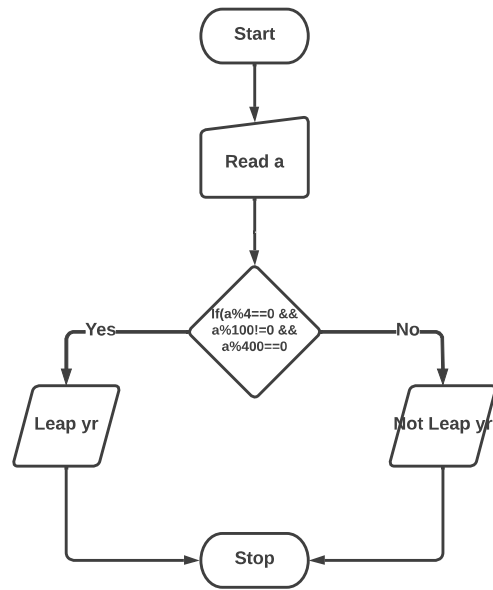 Start
Read a
If(a%4==0 &&
a%100!=0 &&
a%400==0
Yes
No
Leap yr
Not Leap yr
Stop